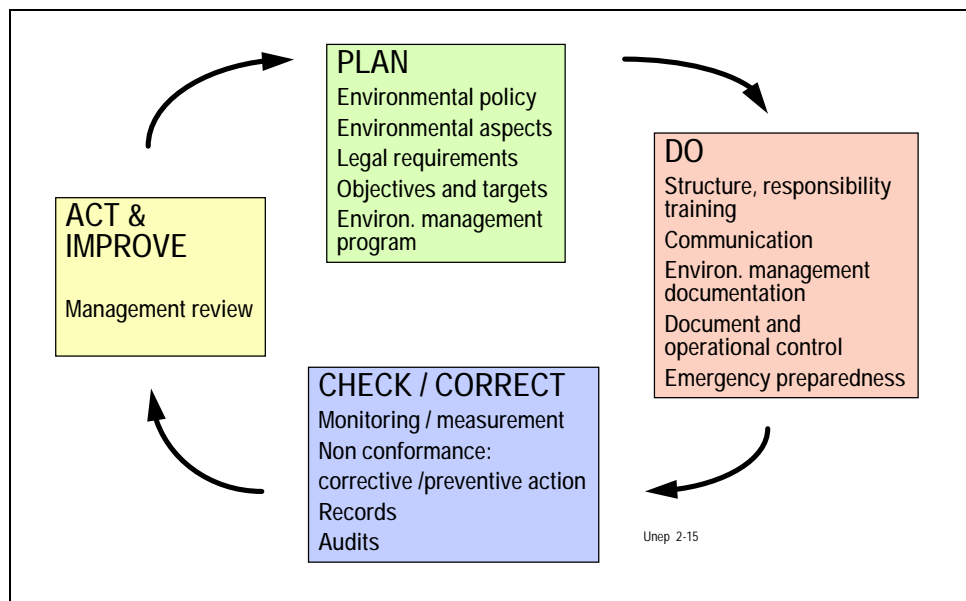 PLAN
Environmental policy
Environmental aspects
Legal requirements
Objectives and targets
Environ. management
program
DO
Structure, responsibility
training
Communication
Environ. management
documentation
Document and
operational control
Emergency preparedness
CHECK / CORRECT
Monitoring / measurement
Non conformance:
corrective /preventive action
Records
Audits
ACT &
IMPROVE
Management review
Unep 2-15